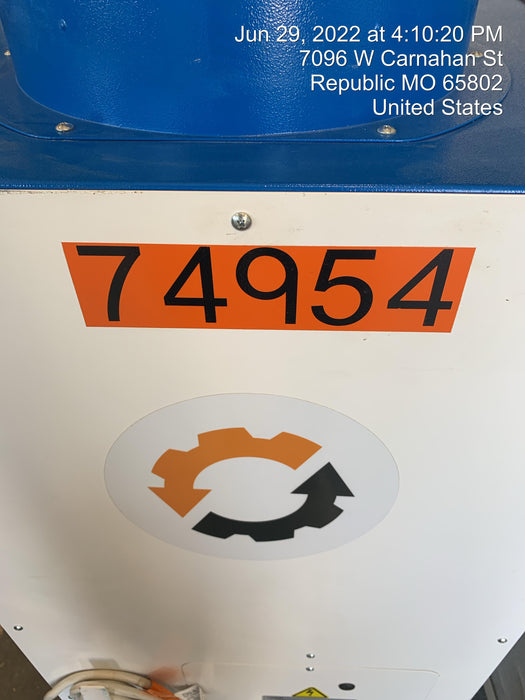 Jun 29, 2022 at 4:10:20 PM
7096 W Carnahan St
Republic MO 65802
United States
74954